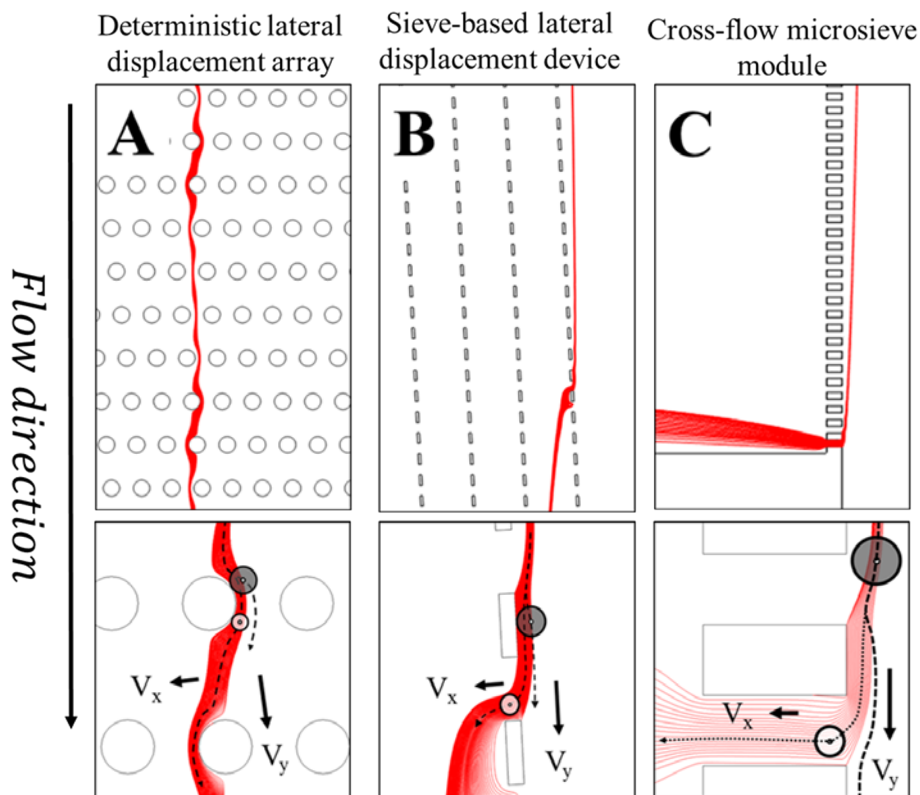 Deterministic lateral
displacement array
Sieve-based lateral
displacement device
Cross-flow microsieve
module
Flow direction
A
B
C
Vx
Vy
Vx
Vy
Vx
Vy